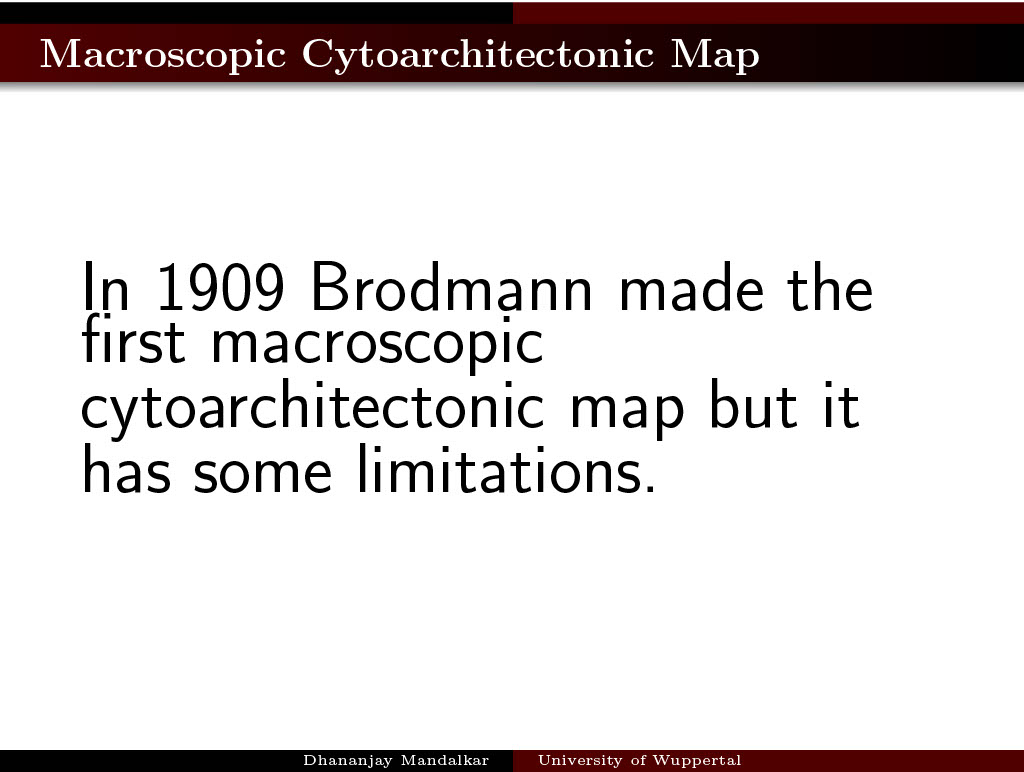 Macroscopic Cytoarchitectonic Map
In 1909 Brodmann made the
first macroscopic
cytoarchitectonic map but it
has some limitations.
Dhananjay Mandalkar University of Wuppertal